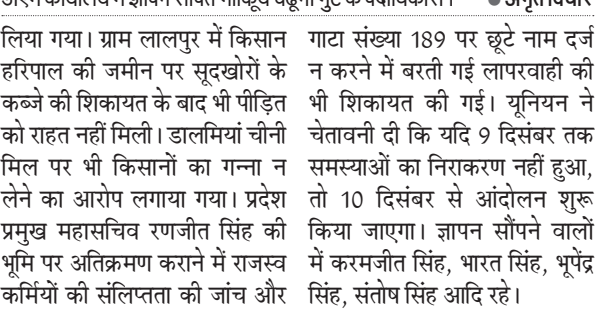 लिया गया। ग्राम लालपुर में किसान
हरिपाल की जमीन पर सूदखोरों के
कब्जे की शिकायत के बाद भी पीड़ित
को राहत नहीं मिली। डालमियां चीनी
मिल पर भी किसानों का गन्ना न
लेने का आरोप लगाया गया। प्रदेश
प्रमुख महासचिव रणजीत सिंह की
भूमि पर अतिक्रमण कराने में राजस्व
कर्मियों की संलिप्तता की जांच और
गाटा संख्या 189 पर छूटे नाम दर्ज
न करने में बरती गई लापरवाही की
भी शिकायत की गई। यूनियन ने
चेतावनी दी कि यदि 9 दिसंबर तक
समस्याओं का निराकरण नहीं हुआ,
तो 10 दिसंबर से आंदोलन शुरू
किया जाएगा। ज्ञापन सौंपने वालों
में करमजीत सिंह, भारत सिंह, भूपेंद्र
सिंह, संतोष सिंह आदि रहे।